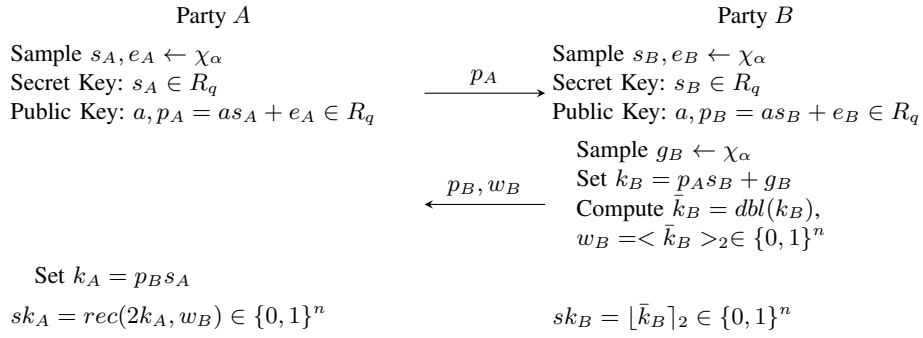 Party A Party B
Sample s_A, e_A ← χ_α Sample s_B, e_B ← χ_α
Secret Key: s_A ∈ R_q p_A Secret Key: s_B ∈ R_q
Public Key: a, p_A = as_A + e_A ∈ R_q Public Key: a, p_B = as_B + e_B ∈ R_q
Sample g_B ← χ_α
p_B, w_B Set k_B = p_A s_B + g_B
Compute k̄_B = dbl(k_B),
w_B =< k̄_B >_2∈ {0, 1}^n
Set k_A = p_B s_A
sk_A = rec(2k_A, w_B) ∈ {0, 1}^n sk_B = ⌊k̄_B⌉_2 ∈ {0, 1}^n